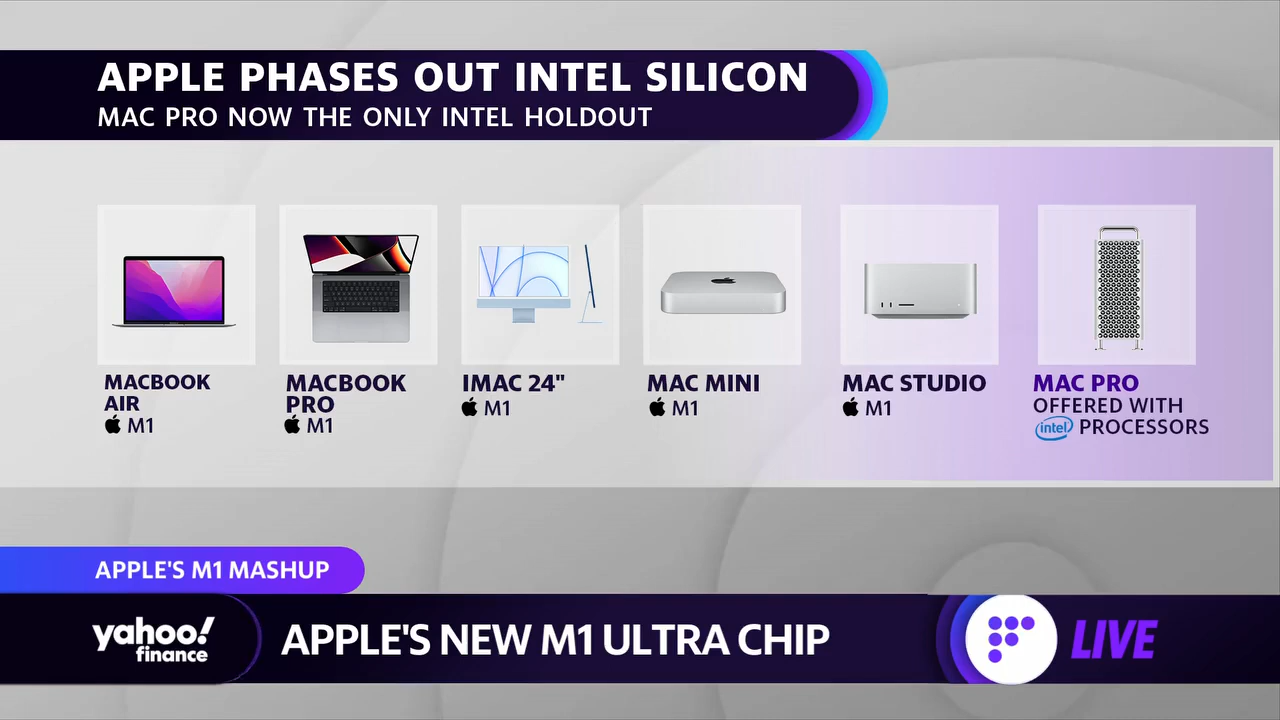 APPLE PHASES OUT INTEL SILICON
MAC PRO NOW THE ONLY INTEL HOLDOUT
MACBOOK
AIR
M1
MACBOOK
PRO
M1
IMAC 24"
M1
MAC MINI
M1
MAC STUDIO
M1
MAC PRO
OFFERED WITH
intel PROCESSORS
APPLE'S M1 MASHUP
yahoo!
finance
APPLE'S NEW M1 ULTRA CHIP
LIVE